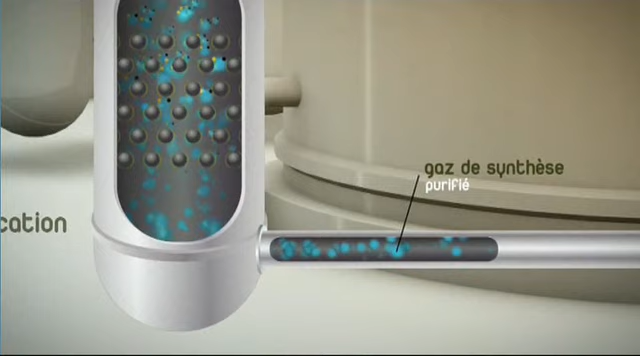 gaz de synthèse
purifié
cation